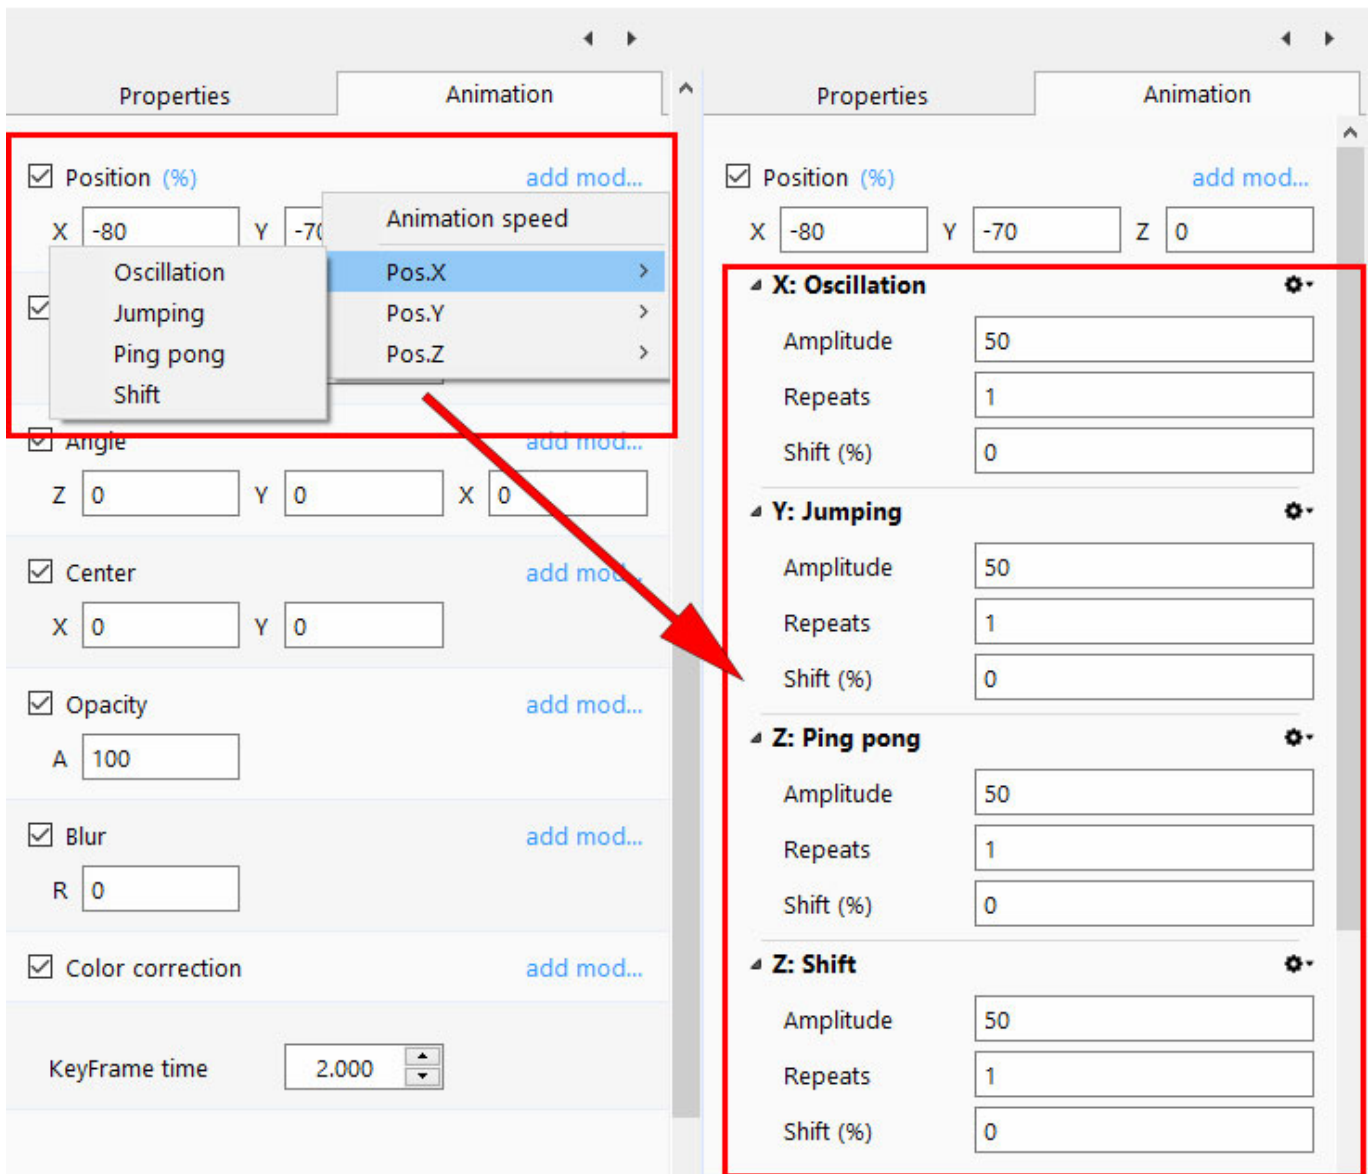 Properties Animation
Position (%) add mod...
X -80 Y -70
Animation speed
Pos.X
Pos.Y
Pos.Z
Oscillation
Jumping
Ping pong
Shift
Angle add mod...
Z 0 Y 0 X 0
Center add mod...
X 0 Y 0
Opacity add mod...
A 100
Blur add mod...
R 0
Color correction add mod...
KeyFrame time 2.000
Properties Animation
Position (%) add mod...
X -80 Y -70 Z 0
X: Oscillation
Amplitude 50
Repeats 1
Shift (%) 0
Y: Jumping
Amplitude 50
Repeats 1
Shift (%) 0
Z: Ping pong
Amplitude 50
Repeats 1
Shift (%) 0
Z: Shift
Amplitude 50
Repeats 1
Shift (%) 0